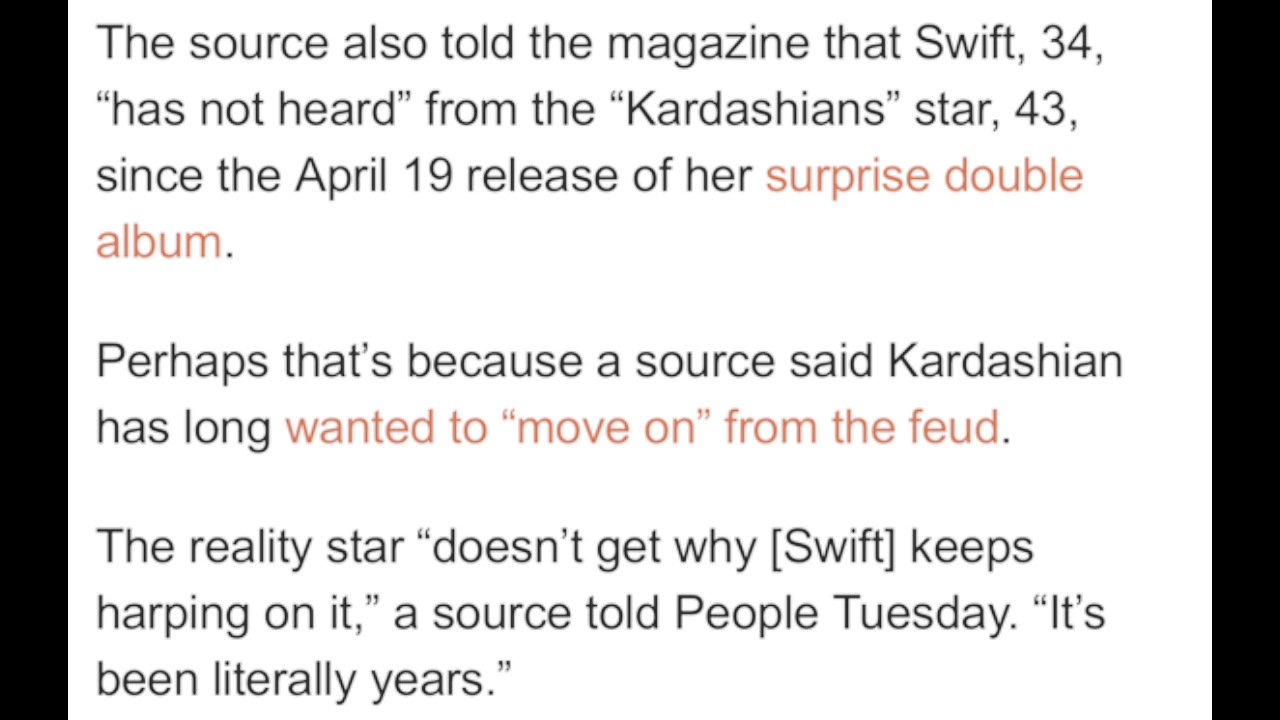 The source also told the magazine that Swift, 34,
“has not heard” from the “Kardashians” star, 43,
since the April 19 release of her surprise double
album.
Perhaps that’s because a source said Kardashian
has long wanted to “move on” from the feud.
The reality star “doesn’t get why [Swift] keeps
harping on it,” a source told People Tuesday. “It’s
been literally years.”